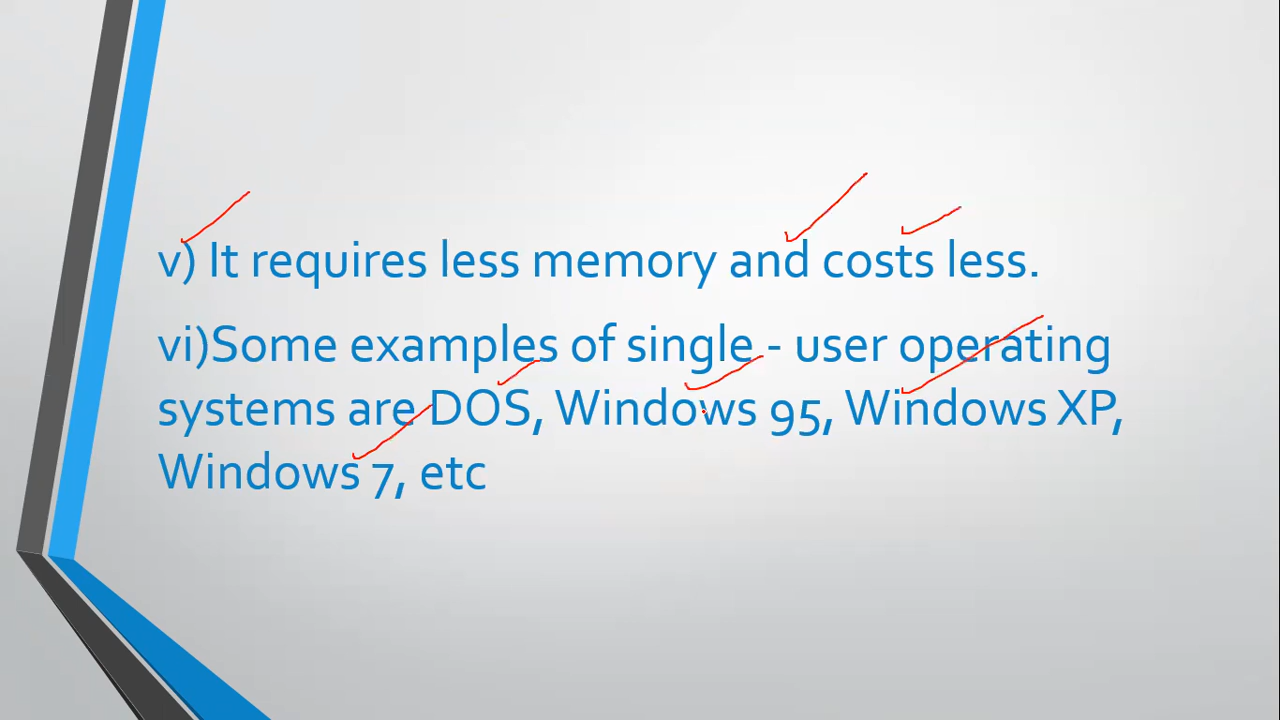 v) It requires less memory and costs less.
vi)Some examples of single - user operating
systems are DOS, Windows 95, Windows XP,
Windows 7, etc